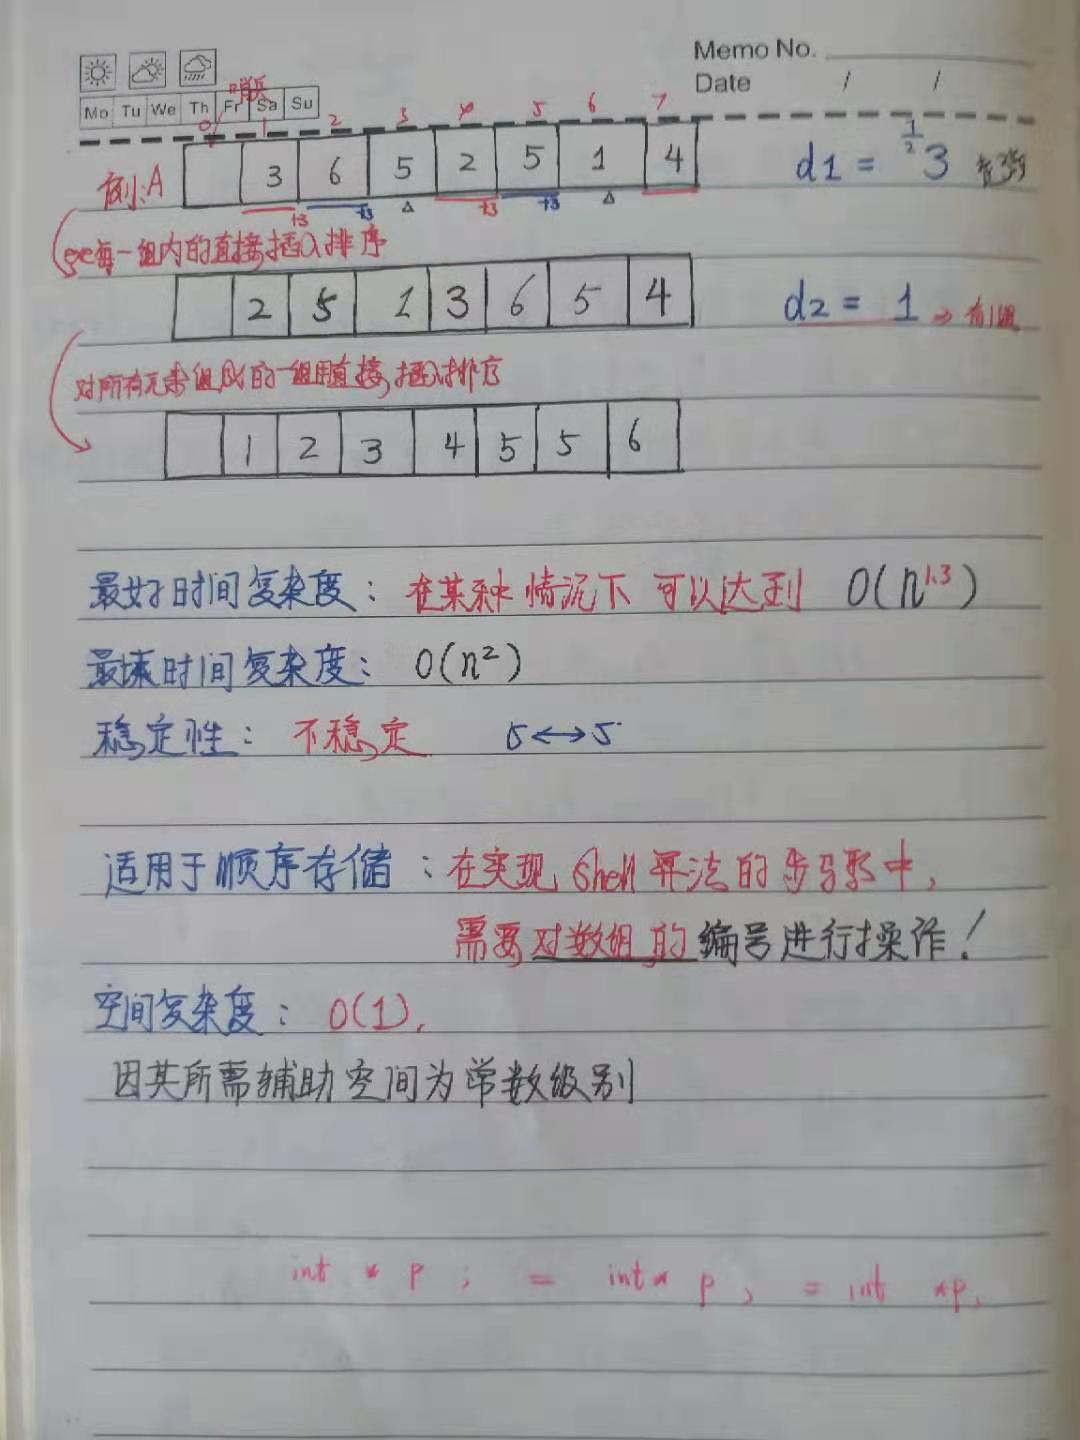 Memo No.
Date / /
Mo Tu We Th Fr Sa Su
哨兵
0 1 2 3 4 5 6 7
例:A 3 6 5 2 5 1 4 d1 = 1/2 3
+3 +3 △ +3 +3 △
每一组内的直接插入排序
2 5 1 3 6 5 4 d2 = 1 ⇒
对所有元素组成的一组用直接插入排序
1 2 3 4 5 5 6
最好时间复杂度: 在某种情况下可以达到 O(n^1.3)
最坏时间复杂度: O(n²)
稳定性: 不稳定 5↔5
适用于顺序存储:在实现 Shell 算法的步骤中,
需要对数组的编号进行操作!
空间复杂度: O(1).
因其所需辅助空间为常数级别
int * p ; = int* p ; = int *p;